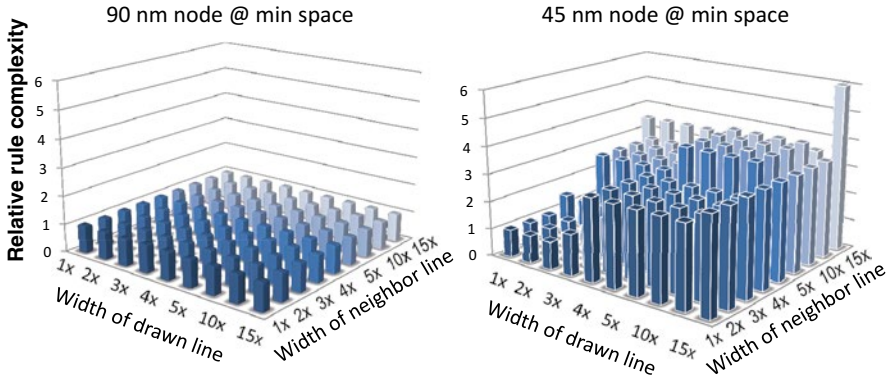 90 nm node @ min space
Relative rule complexity
6
5
4
3
2
1
0
1x 2x 3x 4x 5x 10x 15x
Width of drawn line
1x 2x 3x 4x 5x 10x 15x
Width of neighbor line
45 nm node @ min space
6
5
4
3
2
1
0
1x 2x 3x 4x 5x 10x 15x
Width of drawn line
1x 2x 3x 4x 5x 10x 15x
Width of neighbor line